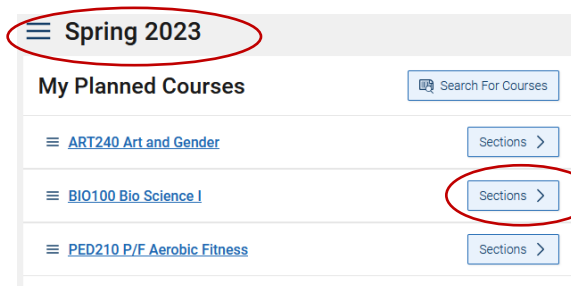 Spring 2023
My Planned Courses
Search For Courses
ART240 Art and Gender
Sections
BIO100 Bio Science I
Sections
PED210 P/F Aerobic Fitness
Sections